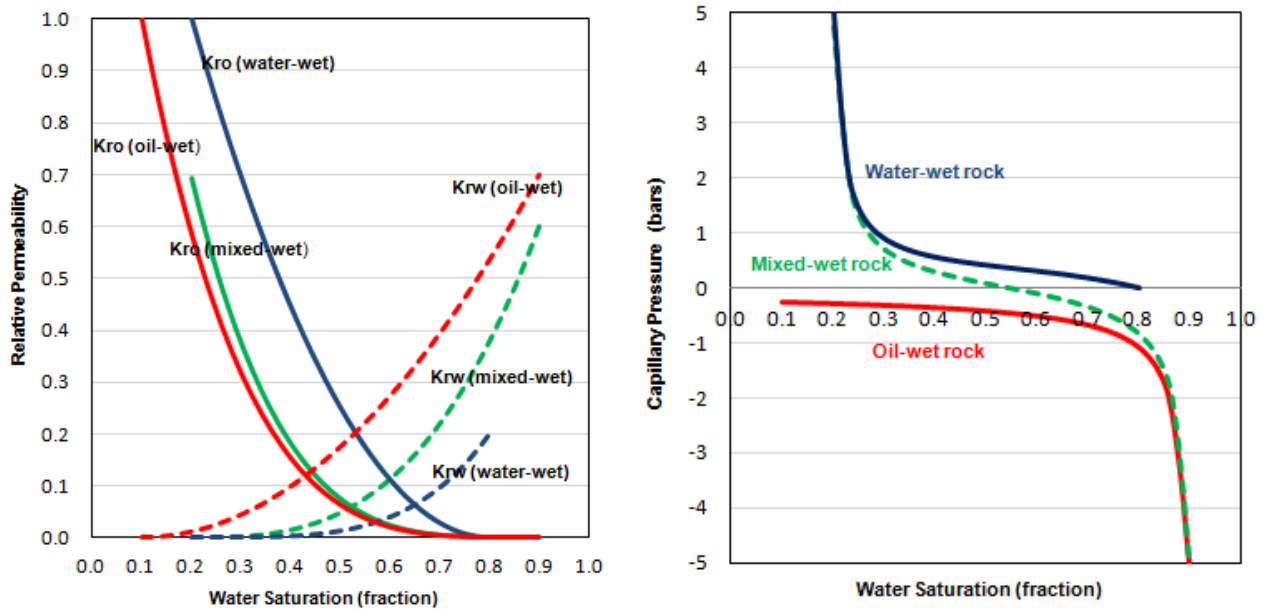 1.0
0.9
0.8
0.7
0.6
0.5
0.4
0.3
0.2
0.1
0.0
Relative Permeability
Kro (water-wet)
Kro (oil-wet)
Krw (oil-wet)
Kro (mixed-wet)
Krw (mixed-wet)
Krw (water-wet)
0.0 0.1 0.2 0.3 0.4 0.5 0.6 0.7 0.8 0.9 1.0
Water Saturation (fraction)
5
4
3
2
1
0
-1
-2
-3
-4
-5
Capillary Pressure (bars)
Water-wet rock
Mixed-wet rock
0.0 0.1 0.2 0.3 0.4 0.5 0.6 0.7 0.8 0.9 1.0
Oil-wet rock
Water Saturation (fraction)